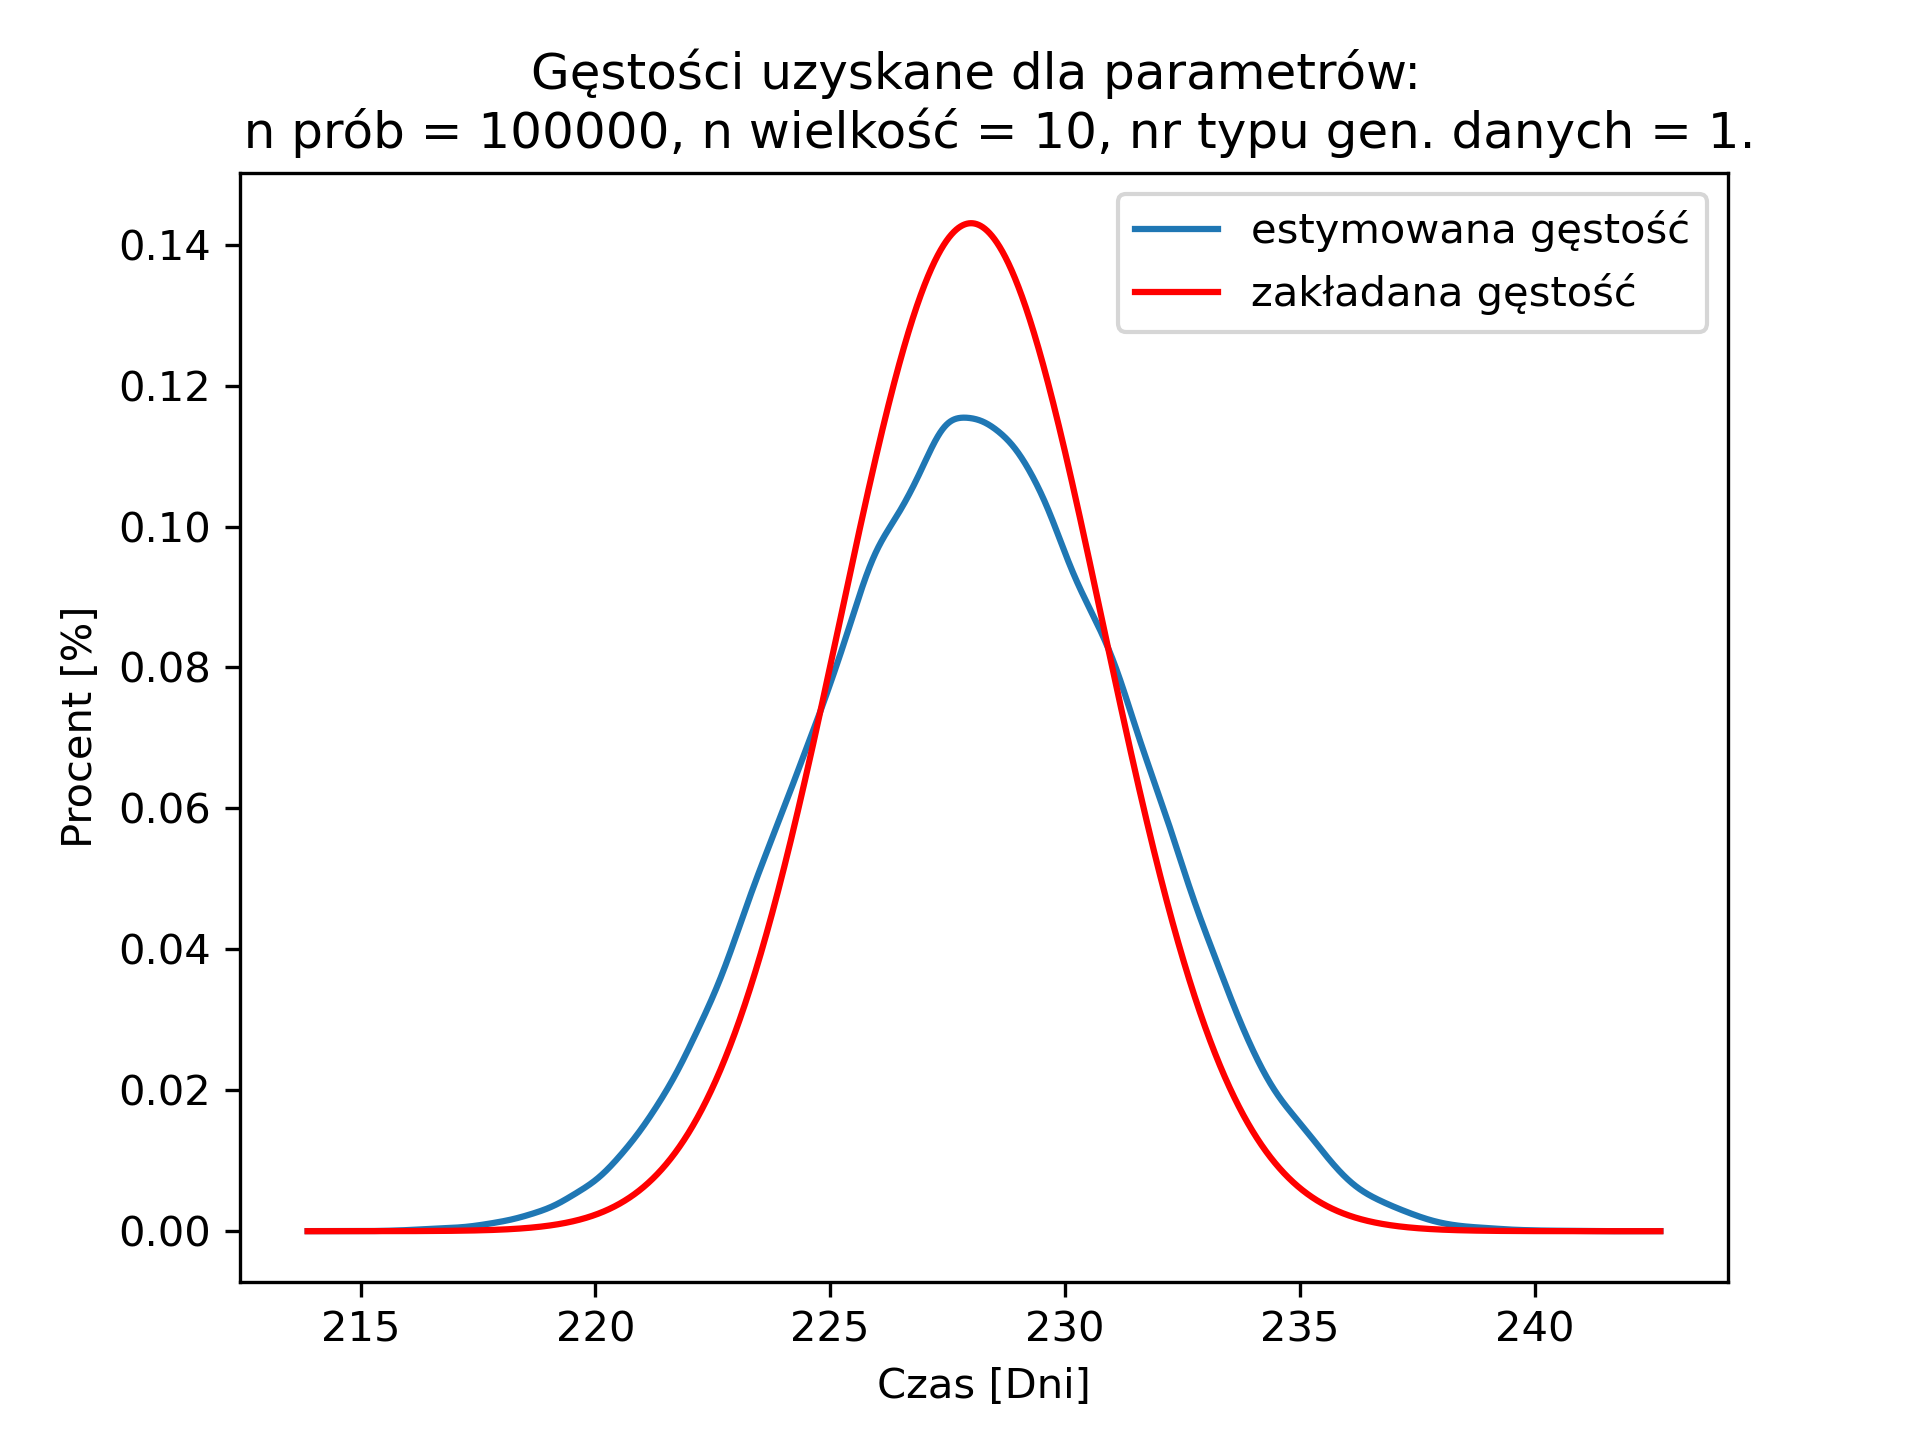 Gęstości uzyskane dla parametrów:
n prób = 100000, n wielkość = 10, nr typu gen. danych = 1.
estymowana gęstość
zakładana gęstość
0.14
0.12
0.10
0.08
0.06
0.04
0.02
0.00
Procent [%]
215 220 225 230 235 240
Czas [Dni]